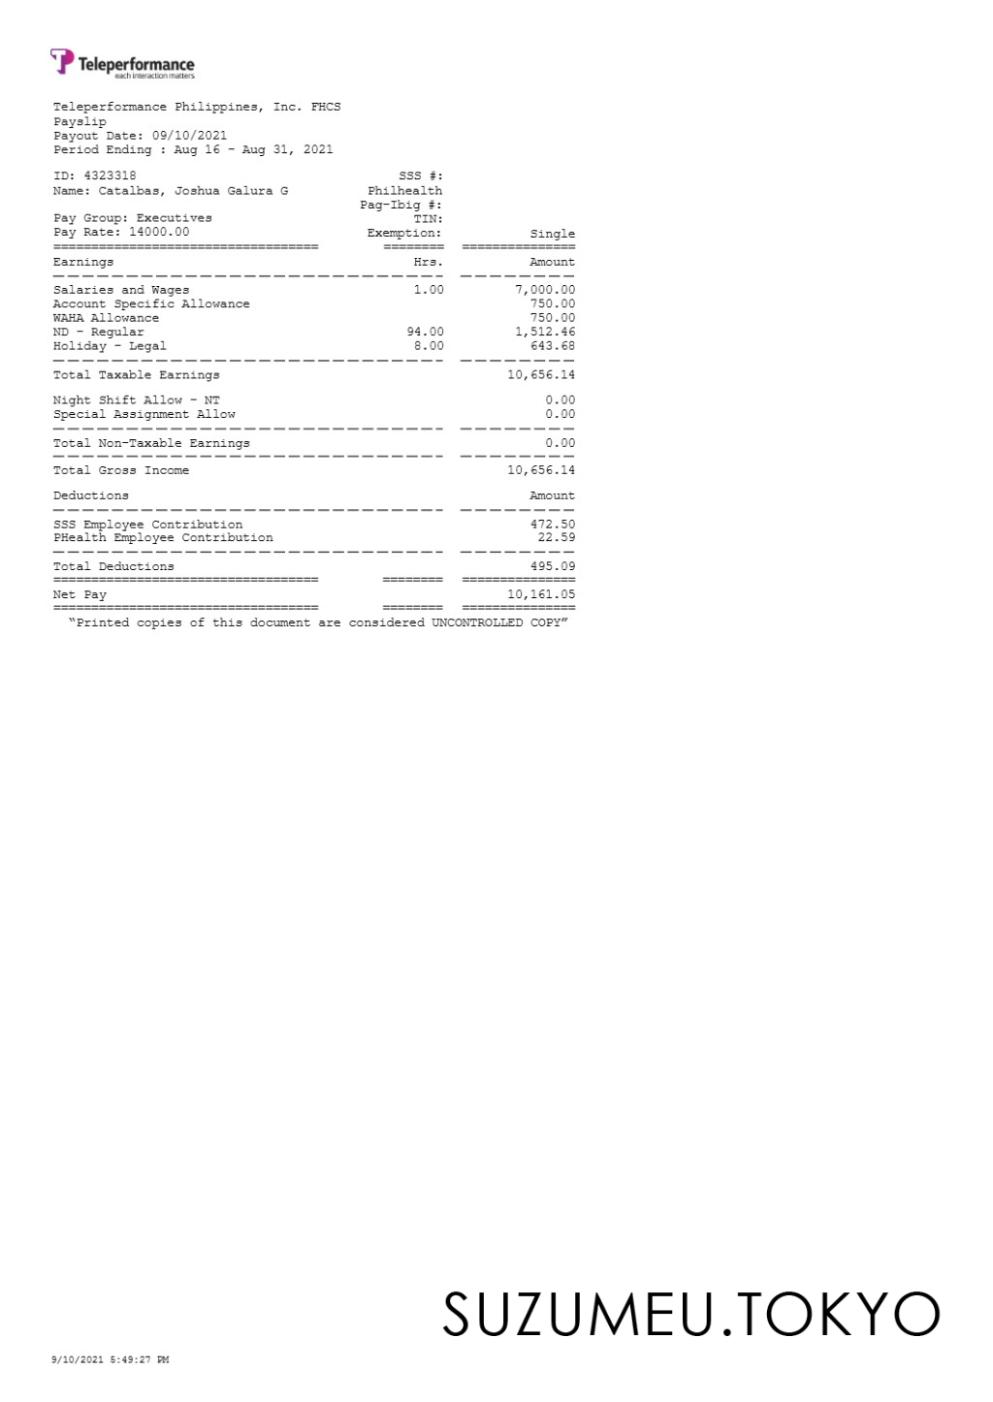 Teleperformance
each interaction matters
Teleperformance Philippines, Inc. FHCS
Payslip
Payout Date: 09/10/2021
Period Ending : Aug 16 - Aug 31, 2021
ID: 4323318 SSS #:
Name: Catalbas, Joshua Galura G Philhealth
Pag-Ibig #:
Pay Group: Executives TIN:
Pay Rate: 14000.00 Exemption: Single
Earnings Hrs. Amount
Salaries and Wages 1.00 7,000.00
Account Specific Allowance 750.00
WAHA Allowance 750.00
ND - Regular 94.00 1,512.46
Holiday - Legal 8.00 643.68
Total Taxable Earnings 10,656.14
Night Shift Allow - NT 0.00
Special Assignment Allow 0.00
Total Non-Taxable Earnings 0.00
Total Gross Income 10,656.14
Deductions Amount
SSS Employee Contribution 472.50
PHealth Employee Contribution 22.59
Total Deductions 495.09
Net Pay 10,161.05
"Printed copies of this document are considered UNCONTROLLED COPY"
SUZUMEU.TOKYO
9/10/2021 5:49:27 PM